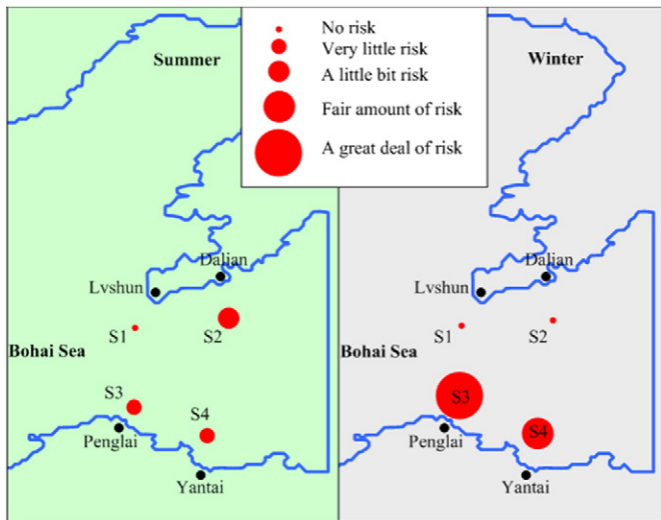 No risk
Very little risk
A little bit risk
Fair amount of risk
A great deal of risk
Summer
Dalian
Lvshun
S1
S2
Bohai Sea
S3
S4
Penglai
Yantai
Winter
Dalian
Lvshun
S1
S2
Bohai Sea
S3
S4
Penglai
Yantai